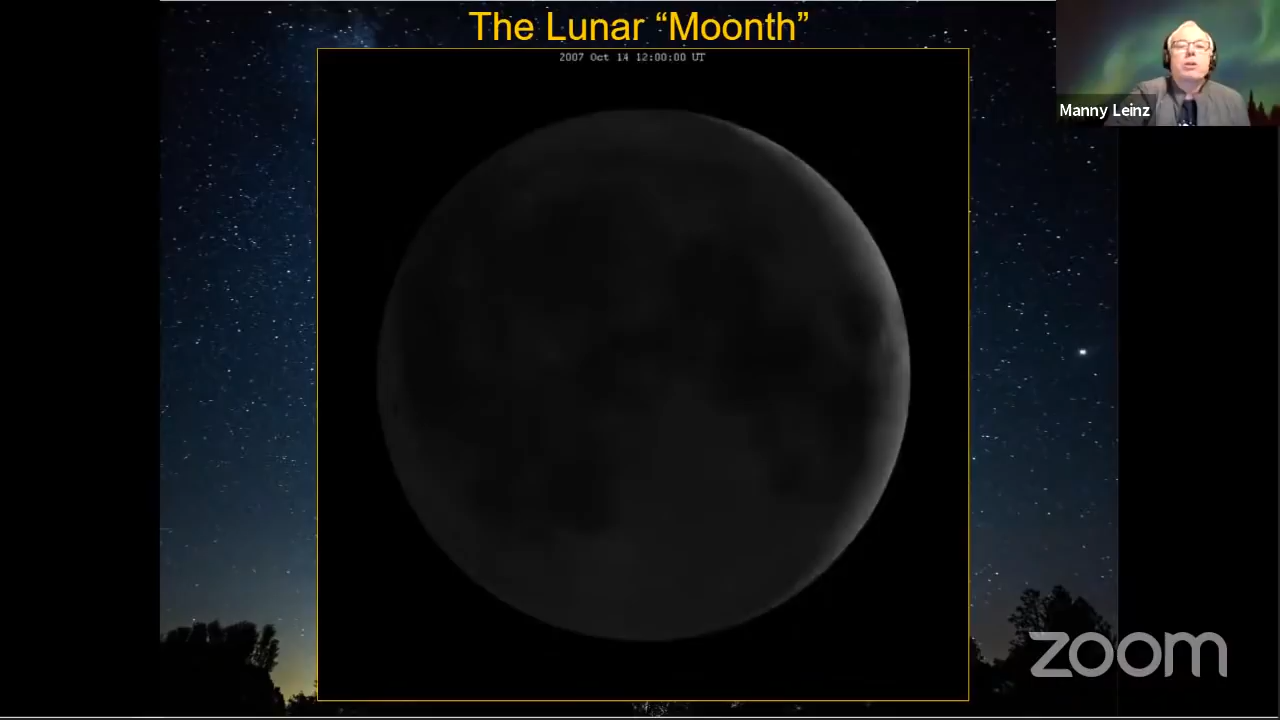 The Lunar “Moonth”
2007 Oct 14 12:00:00 UT
Manny Leinz
zoom